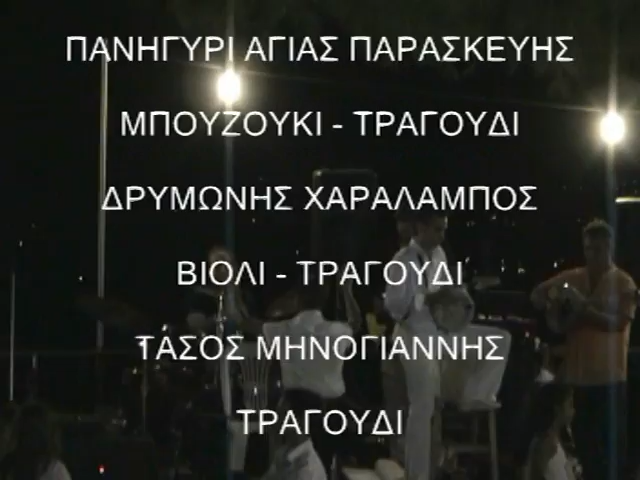 ΠΑΝΗΓΥΡΙ ΑΓΙΑΣ ΠΑΡΑΣΚΕΥΗΣ
ΜΠΟΥΖΟΥΚΙ - ΤΡΑΓΟΥΔΙ
ΔΡΥΜΩΝΗΣ ΧΑΡΑΛΑΜΠΟΣ
ΒΙΟΛΙ - ΤΡΑΓΟΥΔΙ
ΤΑΣΟΣ ΜΗΝΟΓΙΑΝΝΗΣ
ΤΡΑΓΟΥΔΙ